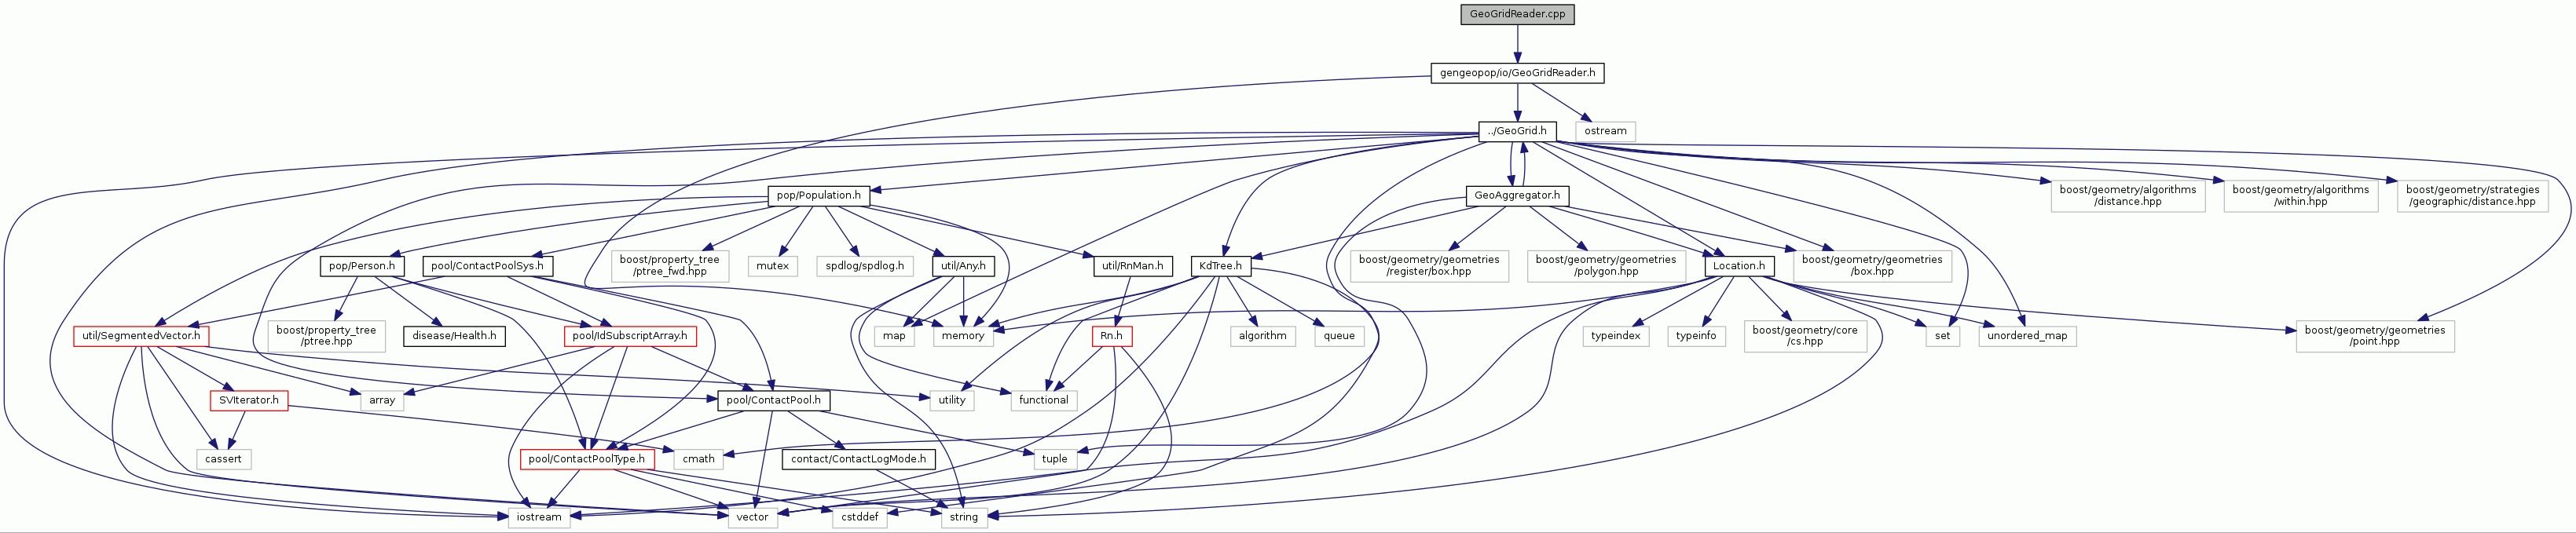 GeoGridReader.cpp
gengeopop/io/GeoGridReader.h
../GeoGrid.h
ostream
pop/Population.h
GeoAggregator.h
boost/geometry/algorithms
/distance.hpp
boost/geometry/algorithms
/within.hpp
boost/geometry/strategies
/geographic/distance.hpp
pop/Person.h
pool/ContactPoolSys.h
boost/property_tree
/ptree_fwd.hpp
mutex
spdlog/spdlog.h
util/Any.h
util/RnMan.h
KdTree.h
boost/geometry/geometries
/register/box.hpp
boost/geometry/geometries
/polygon.hpp
Location.h
boost/geometry/geometries
/box.hpp
util/SegmentedVector.h
boost/property_tree
/ptree.hpp
disease/Health.h
pool/IdSubscriptArray.h
map
memory
Rn.h
algorithm
queue
typeindex
typeinfo
boost/geometry/core
/cs.hpp
set
unordered_map
boost/geometry/geometries
/point.hpp
SVIterator.h
array
pool/ContactPool.h
utility
functional
cassert
pool/ContactPoolType.h
cmath
contact/ContactLogMode.h
tuple
iostream
vector
cstddef
string